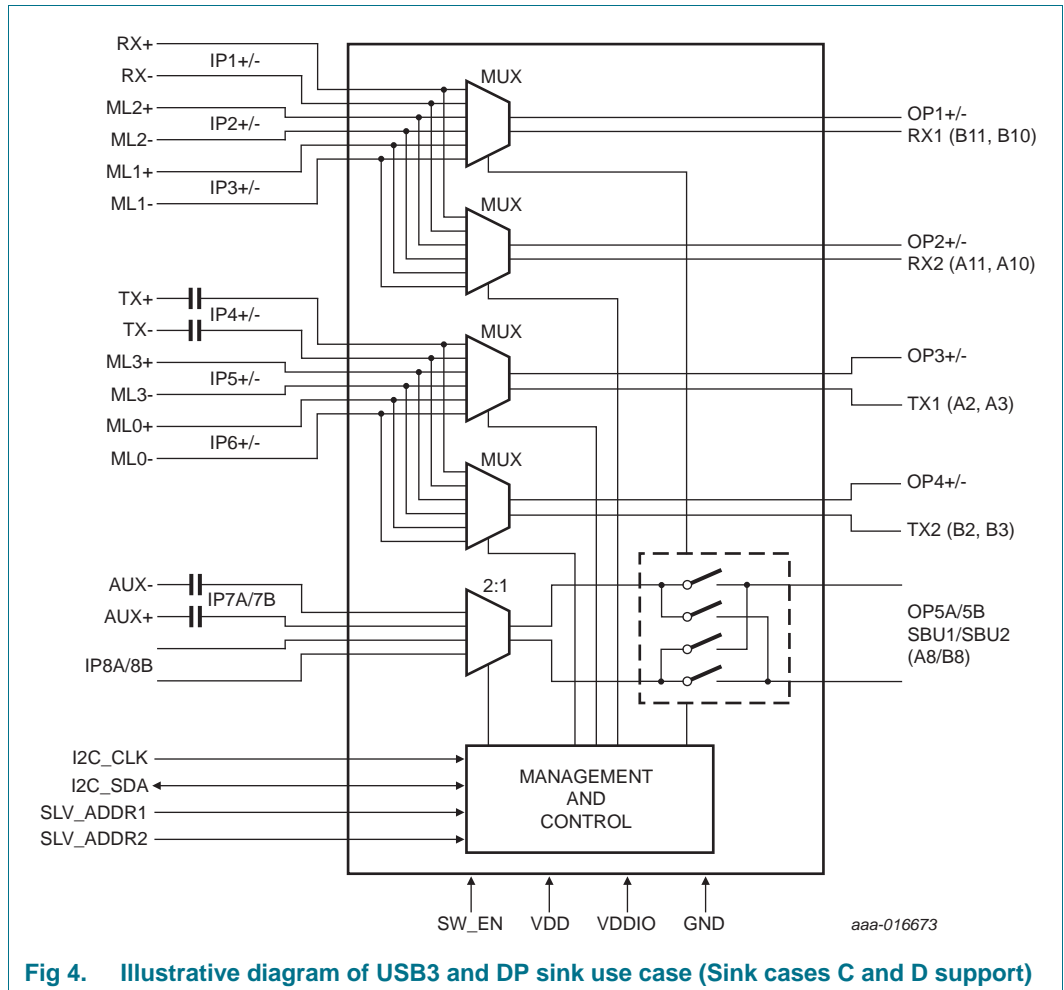 RX+
IP1+/-
RX-
ML2+
IP2+/-
ML2-
ML1+
IP3+/-
ML1-
MUX
OP1+/-
RX1 (B11, B10)
MUX
OP2+/-
RX2 (A11, A10)
TX+
IP4+/-
TX-
ML3+
IP5+/-
ML3-
ML0+
IP6+/-
ML0-
MUX
OP3+/-
TX1 (A2, A3)
MUX
OP4+/-
TX2 (B2, B3)
AUX-
IP7A/7B
AUX+
IP8A/8B
2:1
OP5A/5B
SBU1/SBU2
(A8/B8)
I2C_CLK
I2C_SDA
SLV_ADDR1
SLV_ADDR2
MANAGEMENT
AND
CONTROL
SW_EN
VDD
VDDIO
GND
aaa-016673
Fig 4. Illustrative diagram of USB3 and DP sink use case (Sink cases C and D support)